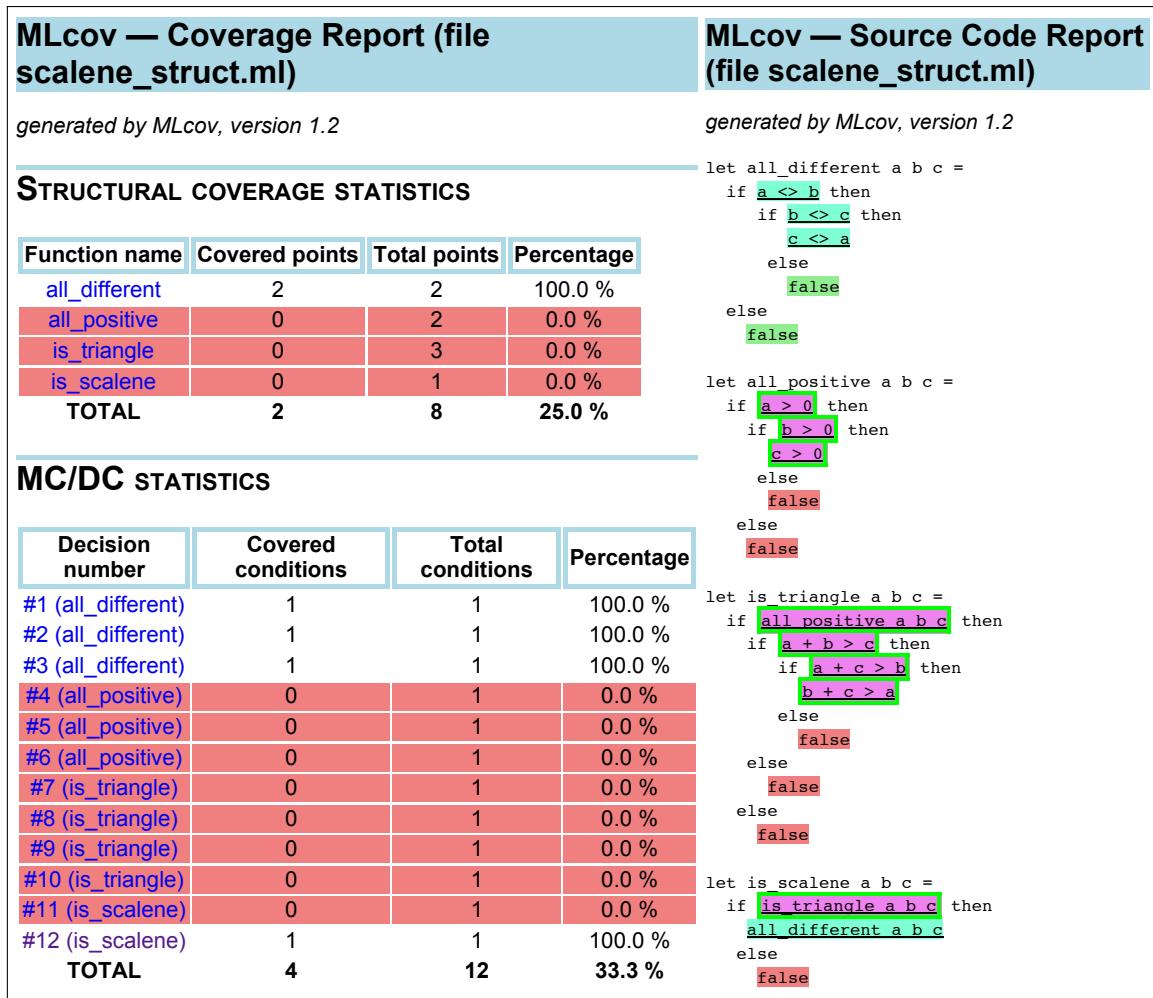 MLcov — Coverage Report (file
scalene_struct.ml)
generated by MLcov, version 1.2
STRUCTURAL COVERAGE STATISTICS
Function name Covered points Total points Percentage
all_different 2 2 100.0 %
all_positive 0 2 0.0 %
is_triangle 0 3 0.0 %
is_scalene 0 1 0.0 %
TOTAL 2 8 25.0 %
MC/DC STATISTICS
Decision number Covered conditions Total conditions Percentage
#1 (all_different) 1 1 100.0 %
#2 (all_different) 1 1 100.0 %
#3 (all_different) 1 1 100.0 %
#4 (all_positive) 0 1 0.0 %
#5 (all_positive) 0 1 0.0 %
#6 (all_positive) 0 1 0.0 %
#7 (is_triangle) 0 1 0.0 %
#8 (is_triangle) 0 1 0.0 %
#9 (is_triangle) 0 1 0.0 %
#10 (is_triangle) 0 1 0.0 %
#11 (is_scalene) 0 1 0.0 %
#12 (is_scalene) 1 1 100.0 %
TOTAL 4 12 33.3 %
MLcov — Source Code Report
(file scalene_struct.ml)
generated by MLcov, version 1.2
let all_different a b c =
if a <> b then
if b <> c then
c <> a
else
false
else
false
let all_positive a b c =
if a > 0 then
if b > 0 then
c > 0
else
false
else
false
let is_triangle a b c =
if all_positive a b c then
if a + b > c then
if a + c > b then
b + c > a
else
false
else
false
else
false
let is_scalene a b c =
if is_triangle a b c then
all_different a b c
else
false